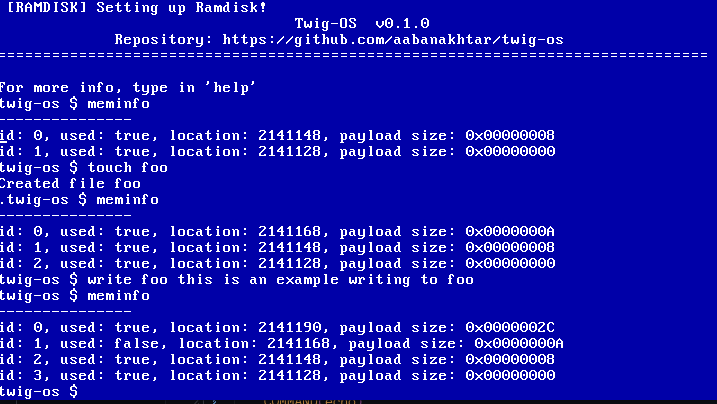 [RAMDISK] Setting up Ramdisk!
Twig-OS v0.1.0
Repository: https://github.com/aabanakhtar/twig-os
========================================================================================
For more info, type in 'help'
twig-os $ meminfo
---------------
id: 0, used: true, location: 2141148, payload size: 0x00000008
id: 1, used: true, location: 2141128, payload size: 0x00000000
twig-os $ touch foo
Created file foo
.twig-os $ meminfo
---------------
id: 0, used: true, location: 2141168, payload size: 0x0000000A
id: 1, used: true, location: 2141148, payload size: 0x00000008
id: 2, used: true, location: 2141128, payload size: 0x00000000
twig-os $ write foo this is an example writing to foo
twig-os $ meminfo
---------------
id: 0, used: true, location: 2141190, payload size: 0x0000002C
id: 1, used: false, location: 2141168, payload size: 0x0000000A
id: 2, used: true, location: 2141148, payload size: 0x00000008
id: 3, used: true, location: 2141128, payload size: 0x00000000
twig-os $